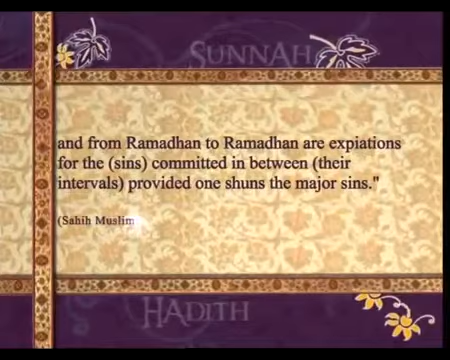 SUNNAH
and from Ramadhan to Ramadhan are expiations
for the (sins) committed in between (their
intervals) provided one shuns the major sins."
(Sahih Muslim
HADITH